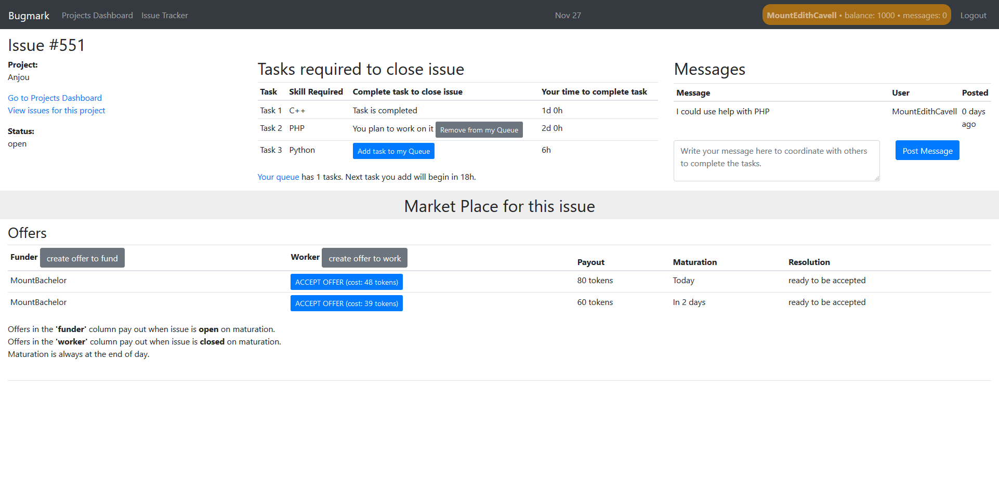 Bugmark Projects Dashboard Issue Tracker Nov 27 MountEdithCavell • balance: 1000 • messages: 0 Logout
Issue #551
Project:
Anjou
Go to Projects Dashboard
View issues for this project
Status:
open
Tasks required to close issue
Task Skill Required Complete task to close issue Your time to complete task
Task 1 C++ Task is completed 1d 0h
Task 2 PHP You plan to work on it Remove from my Queue 2d 0h
Task 3 Python Add task to my Queue 6h
Your queue has 1 tasks. Next task you add will begin in 18h.
Messages
Message User Posted
I could use help with PHP MountEdithCavell 0 days
ago
Write your message here to coordinate with others
to complete the tasks.
Post Message
Market Place for this issue
Offers
Funder create offer to fund Worker create offer to work Payout Maturation Resolution
MountBachelor ACCEPT OFFER (cost: 48 tokens) 80 tokens Today ready to be accepted
MountBachelor ACCEPT OFFER (cost: 39 tokens) 60 tokens In 2 days ready to be accepted
Offers in the 'funder' column pay out when issue is open on maturation.
Offers in the 'worker' column pay out when issue is closed on maturation.
Maturation is always at the end of day.